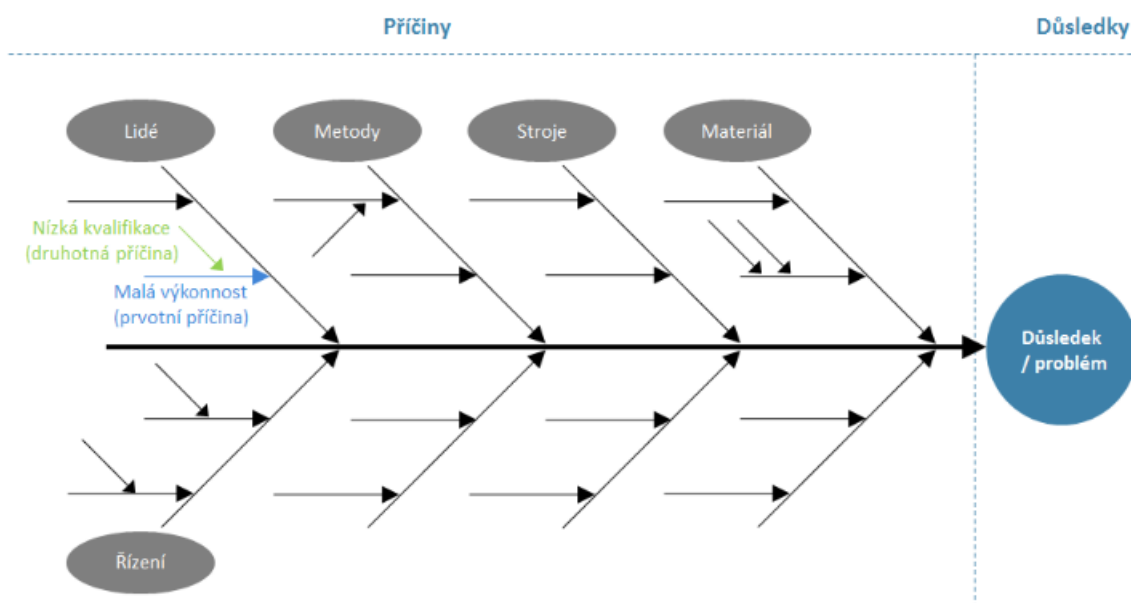 Příčiny
Důsledky
Lidé
Metody
Stroje
Materiál
Nízká kvalifikace
(druhotná příčina)
Malá výkonnost
(prvotní příčina)
Důsledek
/ problém
Řízení